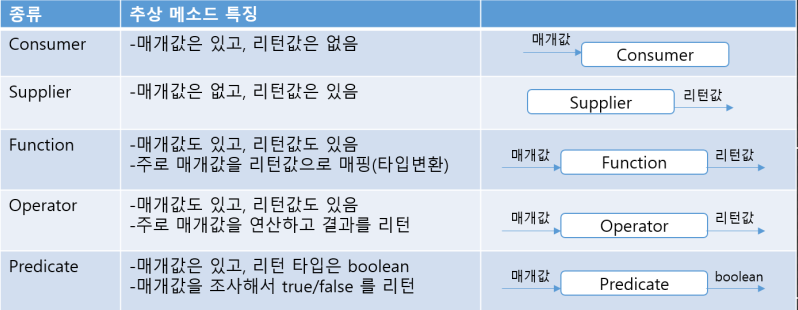 종류 추상 메소드 특징
Consumer -매개값은 있고, 리턴값은 없음 매개값 Consumer
Supplier -매개값은 없고, 리턴값은 있음 Supplier 리턴값
Function -매개값도 있고, 리턴값도 있음
-주로 매개값을 리턴값으로 매핑(타입변환) 매개값 Function 리턴값
Operator -매개값도 있고, 리턴값도 있음
-주로 매개값을 연산하고 결과를 리턴 매개값 Operator 리턴값
Predicate -매개값은 있고, 리턴 타입은 boolean
-매개값을 조사해서 true/false 를 리턴 매개값 Predicate boolean